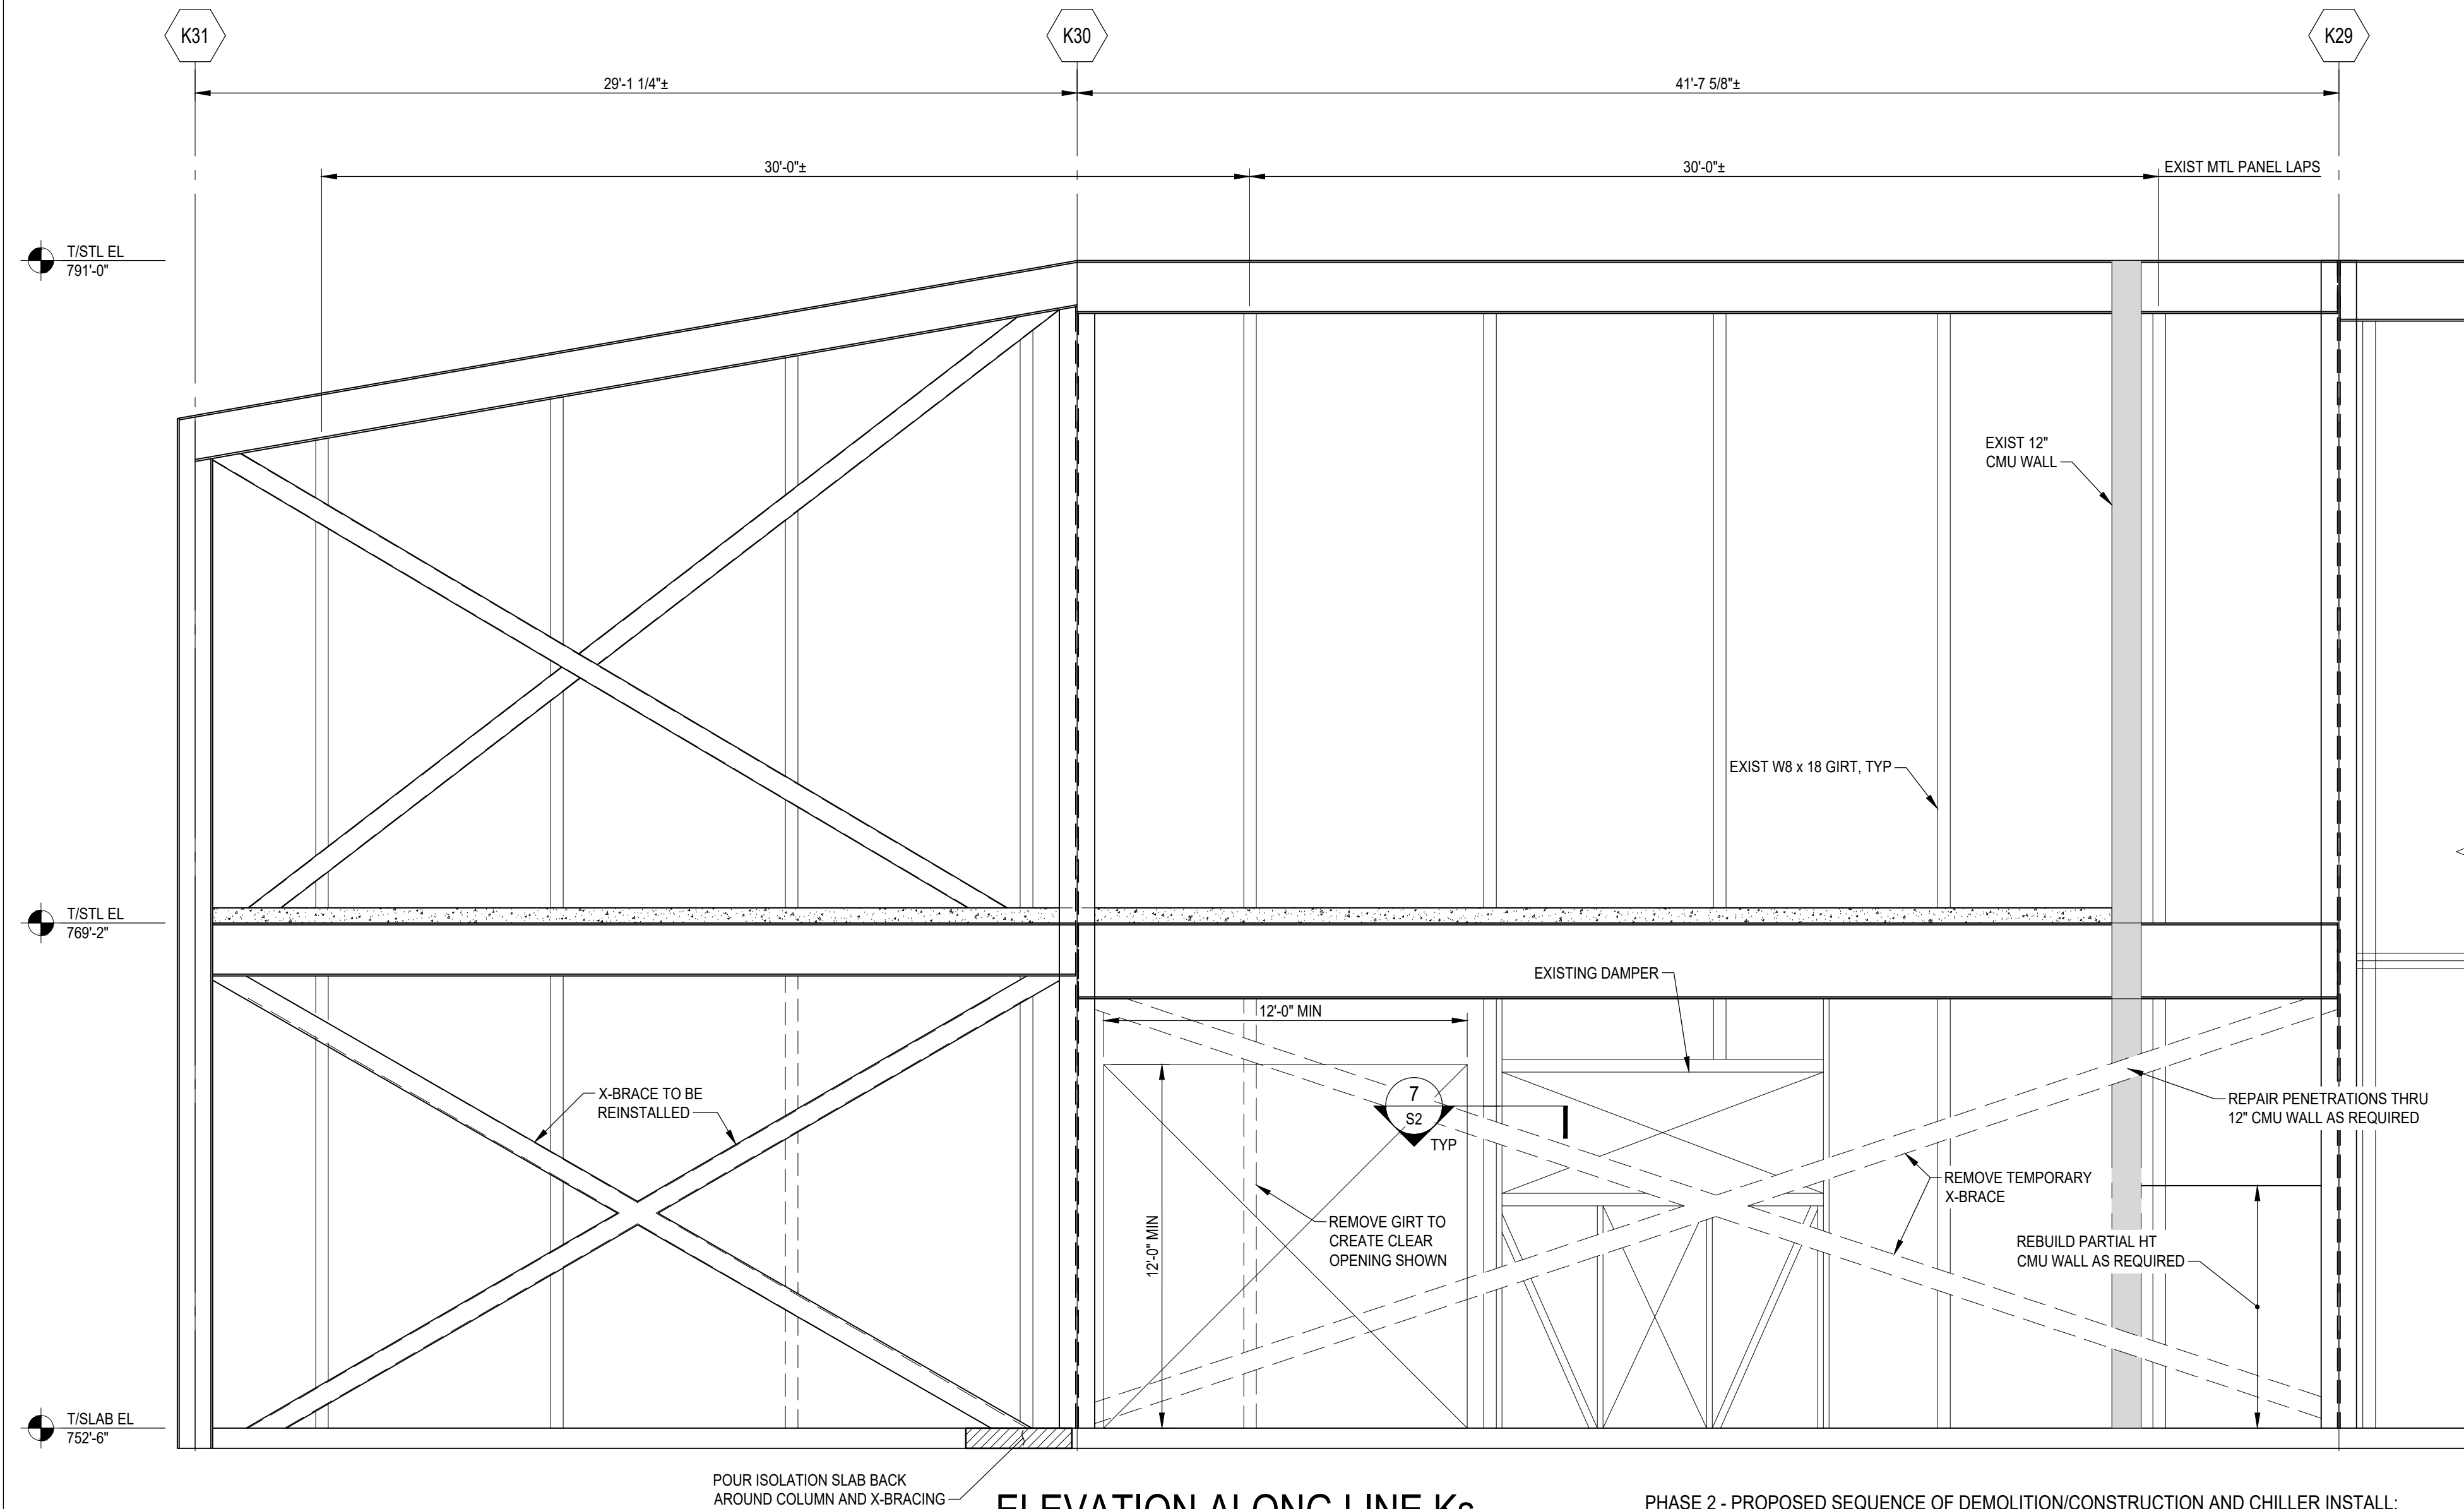 K31
K30
K29
29'-1 1/4"±
41'-7 5/8"±
30'-0"±
30'-0"±
EXIST MTL PANEL LAPS
T/STL EL
791'-0"
EXIST 12"
CMU WALL
EXIST W8 x 18 GIRT, TYP
T/STL EL
769'-2"
EXISTING DAMPER
12'-0" MIN
X-BRACE TO BE
REINSTALLED
7
S2
TYP
REPAIR PENETRATIONS THRU
12" CMU WALL AS REQUIRED
REMOVE TEMPORARY
X-BRACE
12'-0" MIN
REMOVE GIRT TO
CREATE CLEAR
OPENING SHOWN
REBUILD PARTIAL HT
CMU WALL AS REQUIRED
T/SLAB EL
752'-6"
POUR ISOLATION SLAB BACK
AROUND COLUMN AND X-BRACING
ELEVATION ALONG LINE Ks
PHASE 2 - PROPOSED SEQUENCE OF DEMOLITION/CONSTRUCTION AND CHILLER INSTALL: